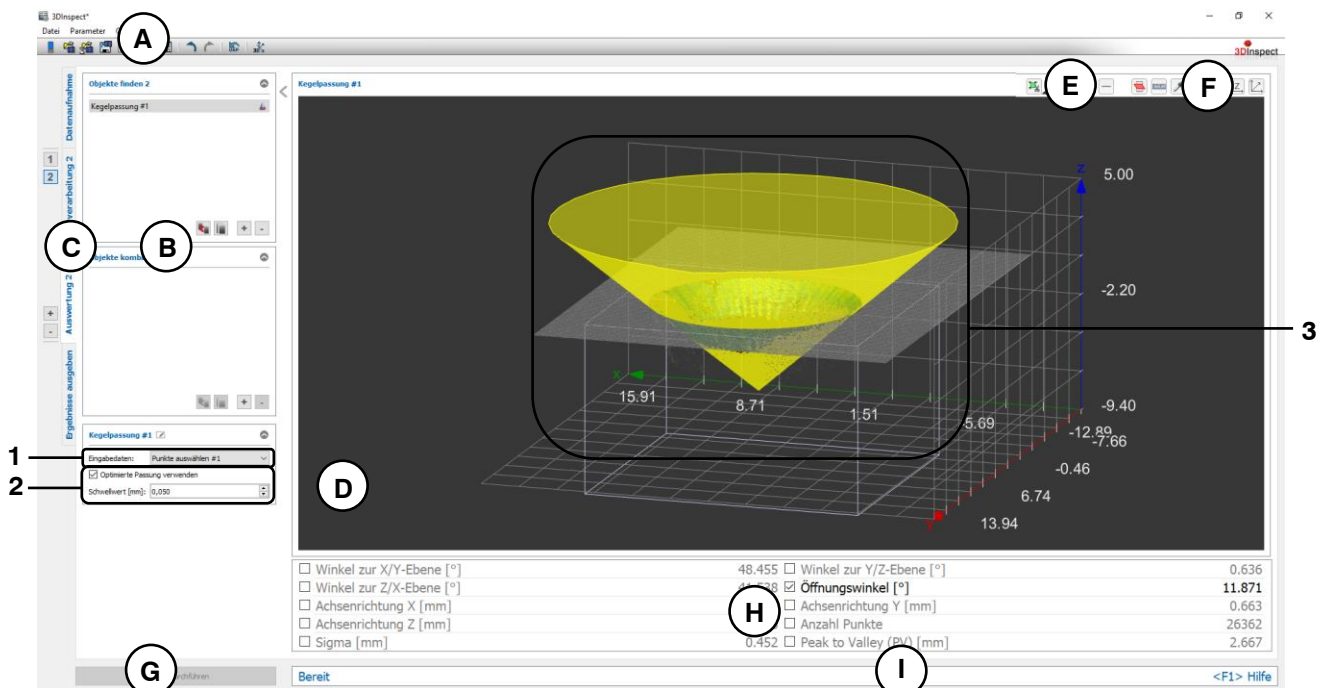 3DInspect*
Datei Parameter
A
3DInspect
Datenaufnahme
verarbeitung 2
Auswertung 2
Ergebnisse ausgeben
1
2
+
-
Objekte finden 2
Kegelpassung #1
+ -
C
B
Objekte kombi
+ -
Kegelpassung #1
1
Eingabedaten: Punkte auswählen #1
2
Optimierte Passung verwenden
Schwellwert [mm]: 0,050
Kegelpassung #1
E
F
Z
z
5.00
-2.20
-9.40
3
x
15.91
8.71
1.51
-5.69
-12.89
-7.66
-0.46
6.74
13.94
D
Winkel zur X/Y-Ebene [°] 48.455 Winkel zur Y/Z-Ebene [°] 0.636
Winkel zur Z/X-Ebene [°] Öffnungswinkel [°] 11.871
Achsenrichtung X [mm] Achsenrichtung Y [mm] 0.663
Achsenrichtung Z [mm] Anzahl Punkte 26362
Sigma [mm] 0.452 Peak to Valley (PV) [mm] 2.667
H
G
I
Bereit <F1> Hilfe